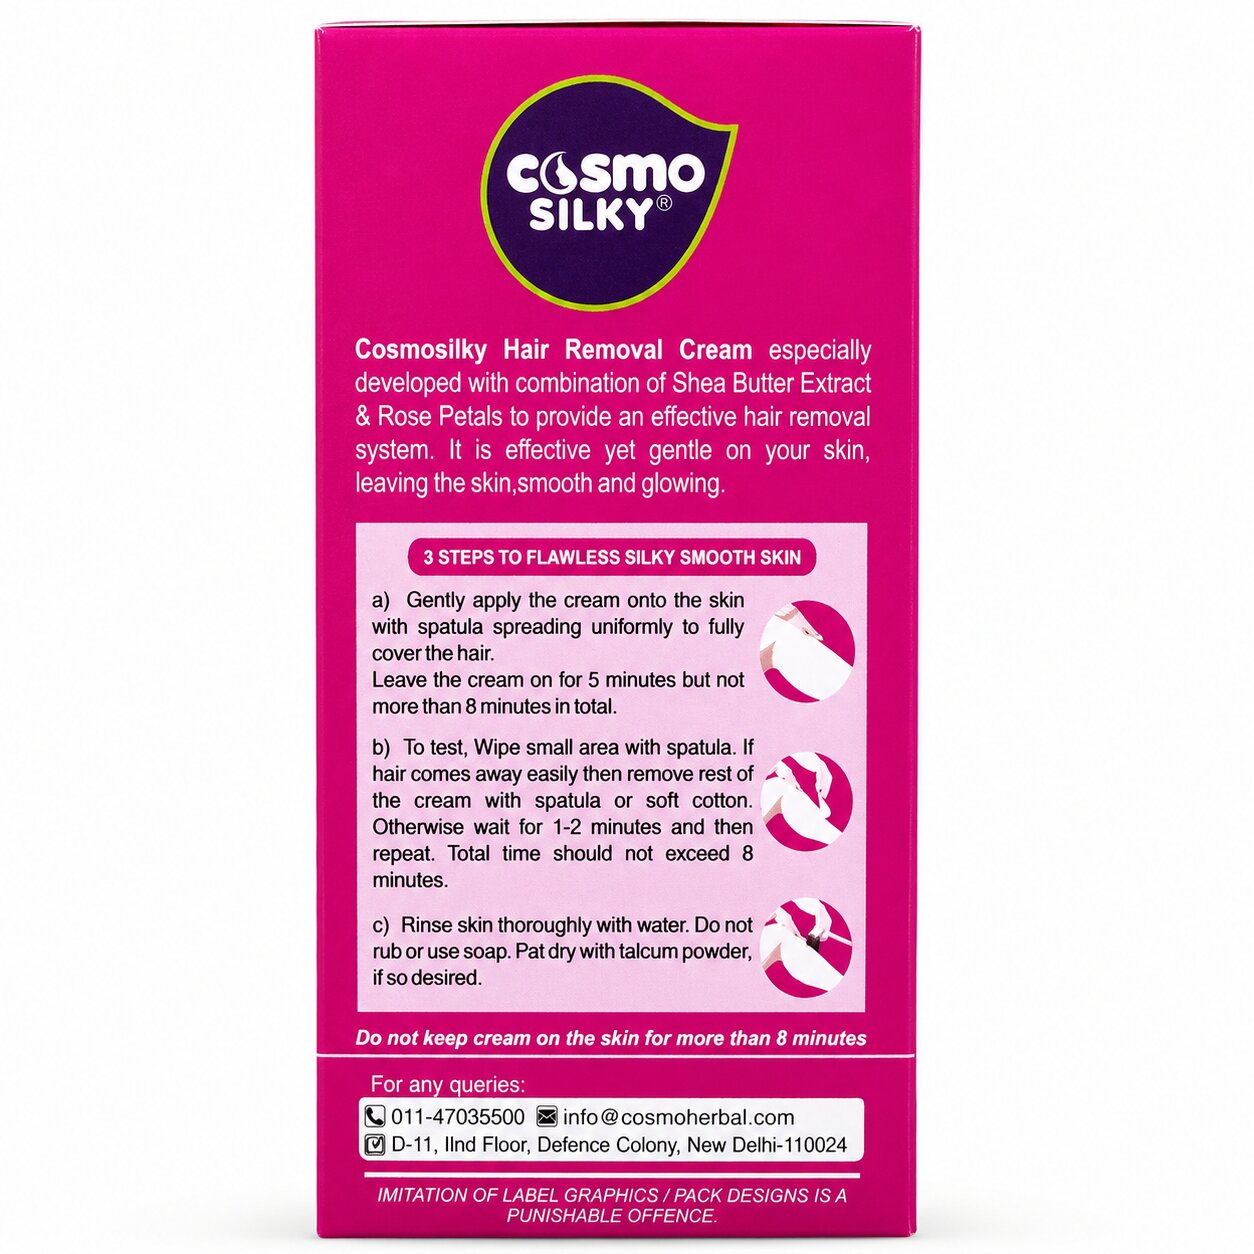 COSMO
SILKY®
Cosmosilky Hair Removal Cream especially
developed with combination of Shea Butter Extract
& Rose Petals to provide an effective hair removal
system. It is effective yet gentle on your skin,
leaving the skin,smooth and glowing.
3 STEPS TO FLAWLESS SILKY SMOOTH SKIN
a) Gently apply the cream onto the skin
with spatula spreading uniformly to fully
cover the hair.
Leave the cream on for 5 minutes but not
more than 8 minutes in total.
b) To test, Wipe small area with spatula. If
hair comes away easily then remove rest of
the cream with spatula or soft cotton.
Otherwise wait for 1-2 minutes and then
repeat. Total time should not exceed 8
minutes.
c) Rinse skin thoroughly with water. Do not
rub or use soap. Pat dry with talcum powder,
if so desired.
Do not keep cream on the skin for more than 8 minutes
For any queries:
011-47035500 info@cosmoherbal.com
D-11, IInd Floor, Defence Colony, New Delhi-110024
IMITATION OF LABEL GRAPHICS / PACK DESIGNS IS A
PUNISHABLE OFFENCE.